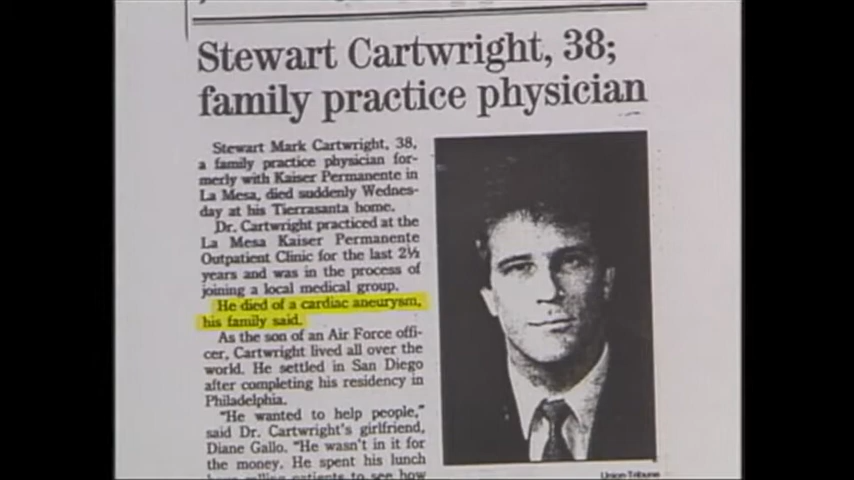 Stewart Cartwright, 38;
family practice physician
Stewart Mark Cartwright, 38,
a family practice physician for-
merly with Kaiser Permanente in
La Mesa, died suddenly Wednes-
day at his Tierrasanta home.
Dr. Cartwright practiced at the
La Mesa Kaiser Permanente
Outpatient Clinic for the last 2½
years and was in the process of
joining a local medical group.
He died of a cardiac aneurysm,
his family said.
As the son of an Air Force offi-
cer, Cartwright lived all over the
world. He settled in San Diego
after completing his residency in
Philadelphia.
"He wanted to help people,"
said Dr. Cartwright's girlfriend,
Diane Gallo. "He wasn't in it for
the money. He spent his lunch
patients to see how
Union-Tribune